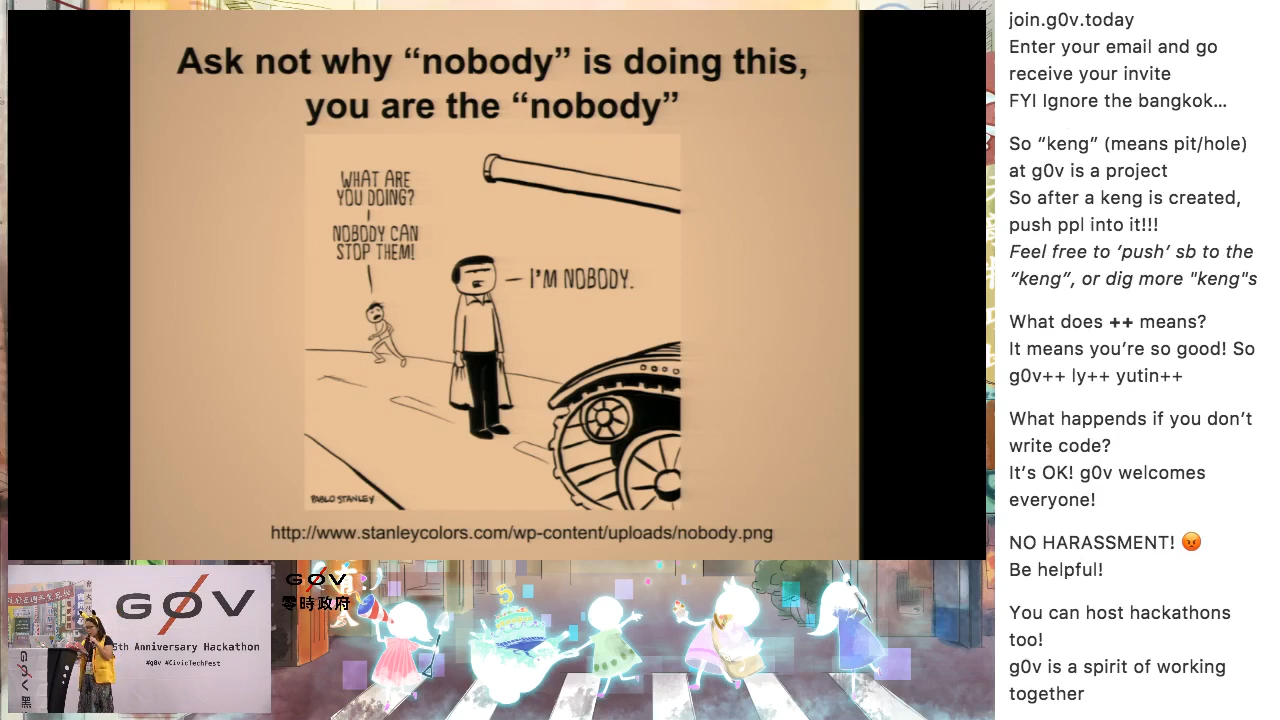 Ask not why “nobody” is doing this,
you are the “nobody”
WHAT ARE
YOU DOING?
NOBODY CAN
STOP THEM!
I'M NOBODY.
PABLO STANLEY
http://www.stanleycolors.com/wp-content/uploads/nobody.png
join.g0v.today
Enter your email and go
receive your invite
FYI Ignore the bangkok…
So “keng” (means pit/hole)
at g0v is a project
So after a keng is created,
push ppl into it!!!
Feel free to ‘push’ sb to the
“keng”, or dig more "keng"s
What does ++ means?
It means you’re so good! So
g0v++ ly++ yutin++
What happends if you don’t
write code?
It’s OK! g0v welcomes
everyone!
NO HARASSMENT! 😡
Be helpful!
You can host hackathons
too!
g0v is a spirit of working
together
GØV
5th Anniversary Hackathon
#g0v #CivicTechFest
GØV
零時政府
5